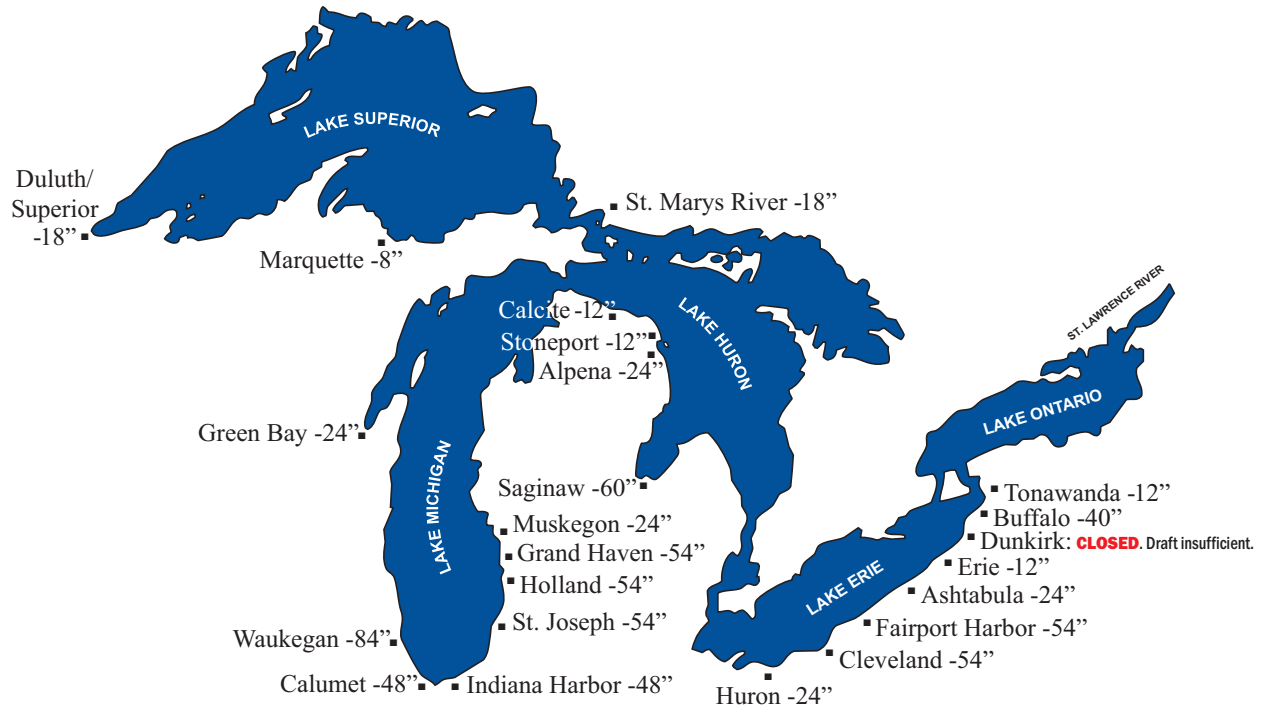 LAKE SUPERIOR
Duluth/
Superior
-18”
St. Marys River -18”
Marquette -8”
ST. LAWRENCE RIVER
Calcite -12”
LAKE HURON
Stoneport -12”
Alpena -24”
LAKE ONTARIO
Green Bay -24”
LAKE MICHIGAN
Saginaw -60”
Tonawanda -12”
Buffalo -40”
Muskegon -24”
Dunkirk: CLOSED. Draft insufficient.
Grand Haven -54”
Erie -12”
LAKE ERIE
Holland -54”
Ashtabula -24”
St. Joseph -54”
Fairport Harbor -54”
Waukegan -84”
Cleveland -54”
Calumet -48”
Indiana Harbor -48”
Huron -24”